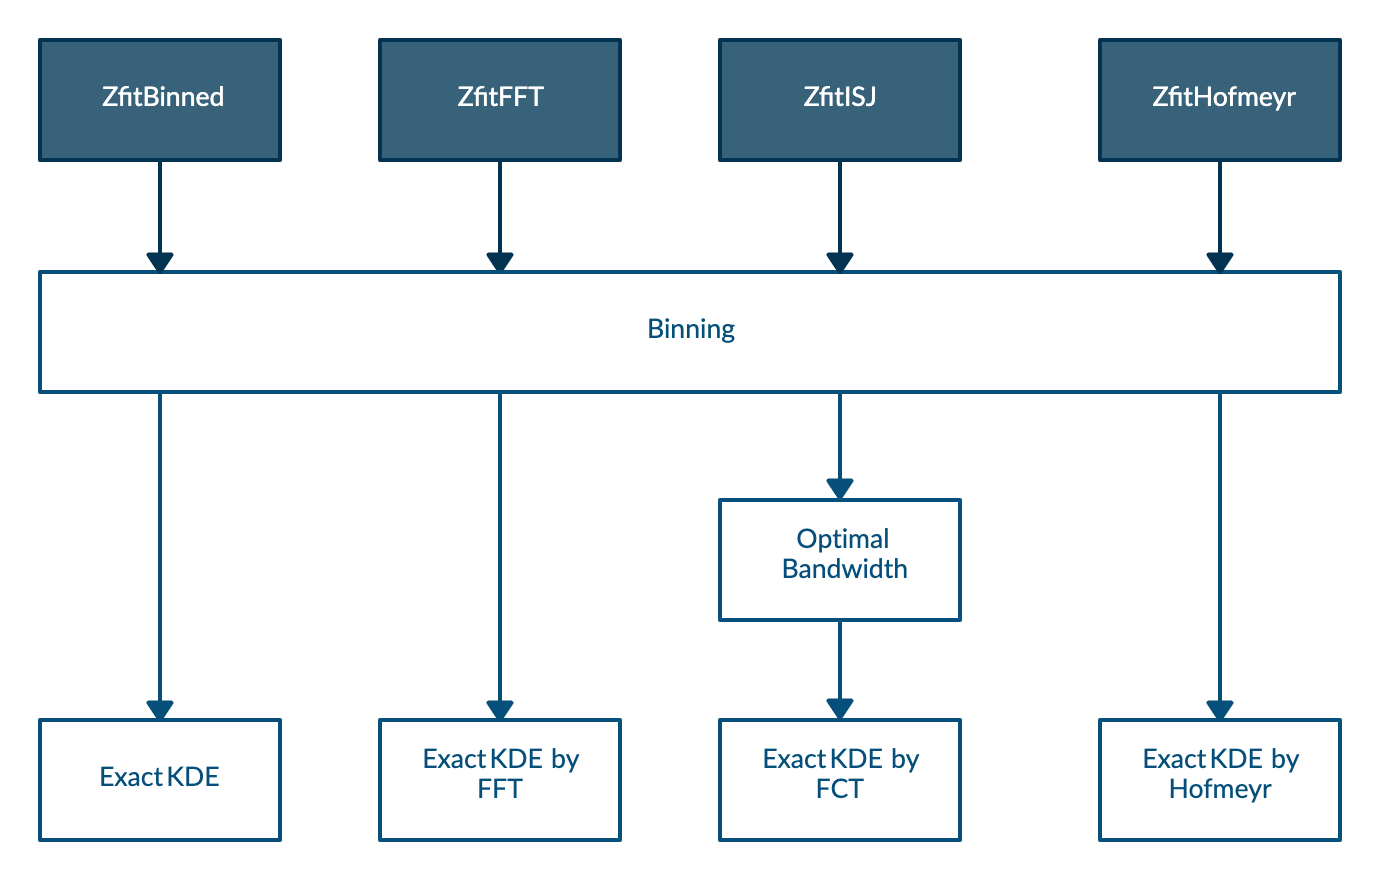 ZfitBinned
ZfitFFT
ZfitISJ
ZfitHofmeyr
Binning
Optimal
Bandwidth
Exact KDE
Exact KDE by
FFT
Exact KDE by
FCT
Exact KDE by
Hofmeyr